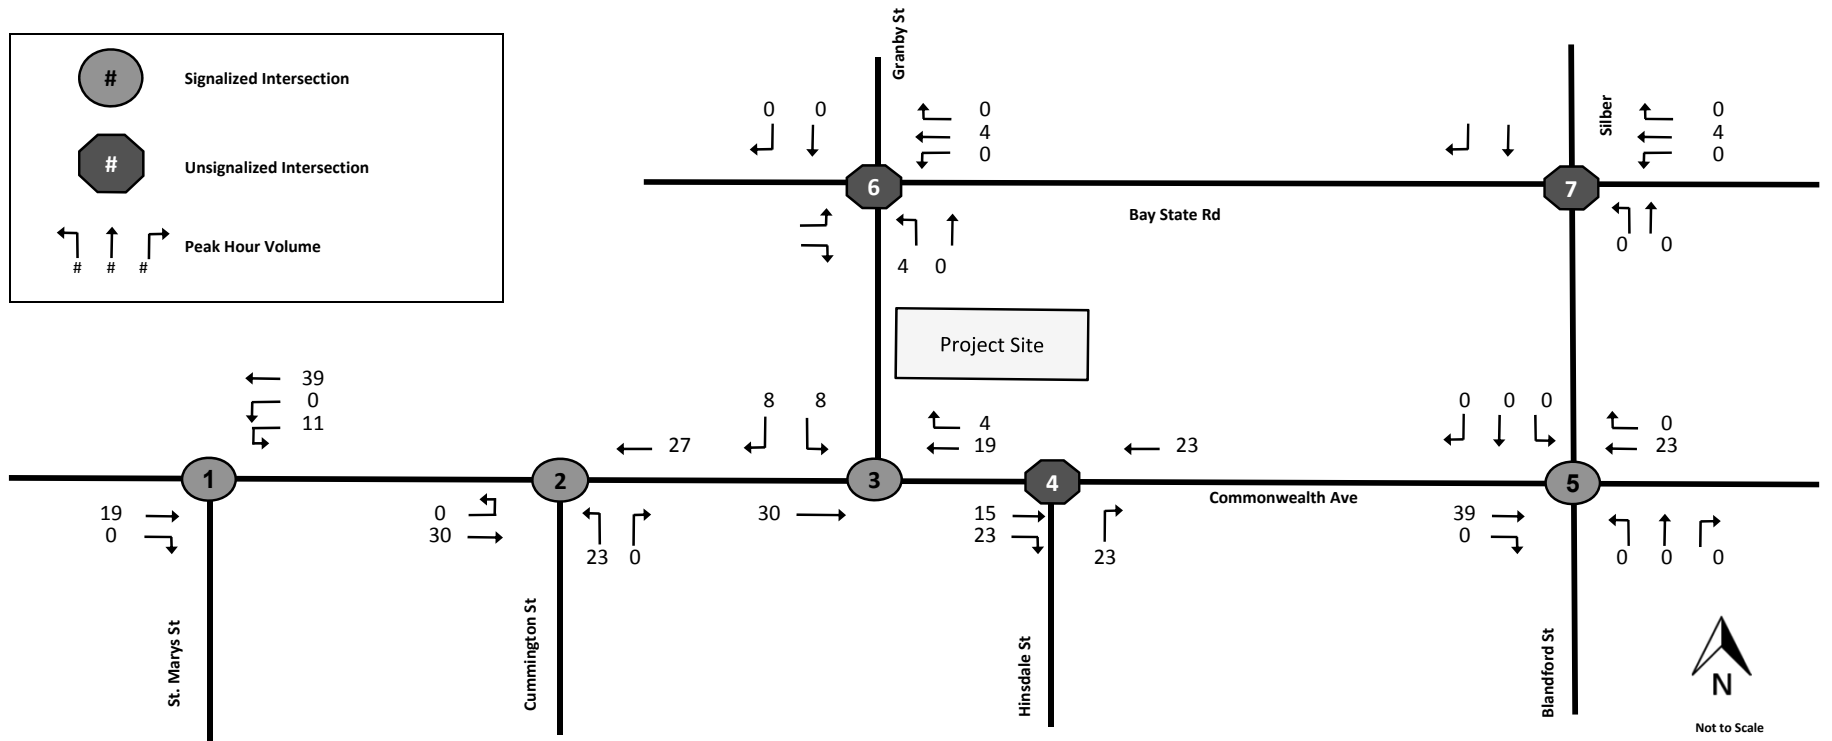 # Signalized Intersection
# Unsignalized Intersection
# # # Peak Hour Volume
Granby St
Silber
0 0
0
4
0
0
4
0
6
7
Bay State Rd
4 0
0 0
Project Site
39
0
11
27
8 8
4
19
23
0 0 0
0
23
1
2
3
4
5
Commonwealth Ave
19
0
0
30
23 0
30
15
23
23
39
0
0 0 0
St. Marys St
Cummington St
Hinsdale St
Blandford St
N
Not to Scale